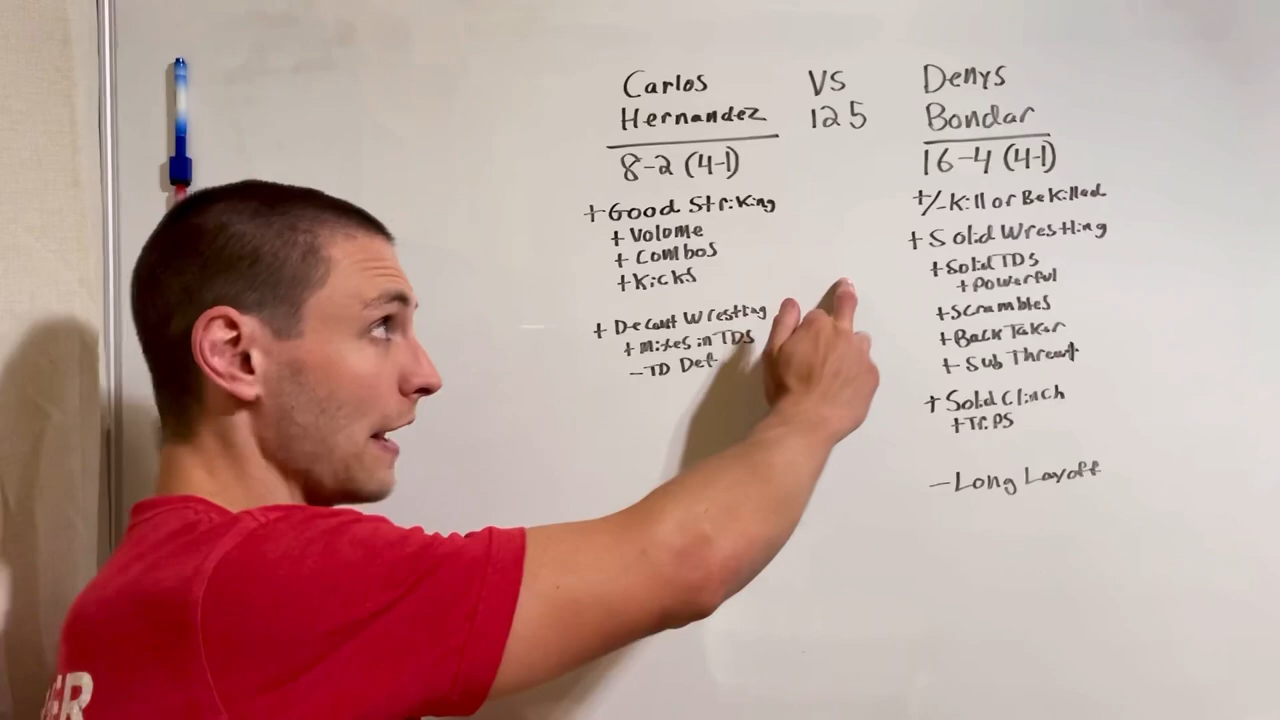 Carlos
Hernandez
8-2 (4-1)
+ Good Striking
+ Volume
+ Combos
+ Kicks
+ Decent Wrestling
+ Mixes in TDS
- TD Def
VS
125
Denys
Bondar
16-4 (4-1)
+/- Kill or Be Killed
+ Solid Wrestling
+ Solid TDS
+ Powerful
+ Scrambles
+ Back Taker
+ Sub Threat
+ Solid Clinch
+ Trips
- Long Layoff